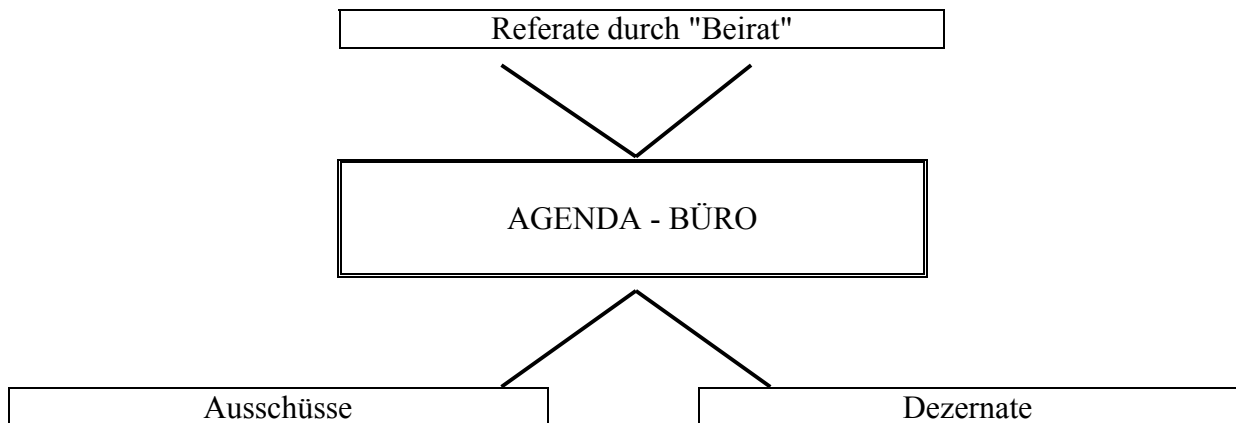 Referate durch "Beirat"
AGENDA - BÜRO
Ausschüsse
Dezernate